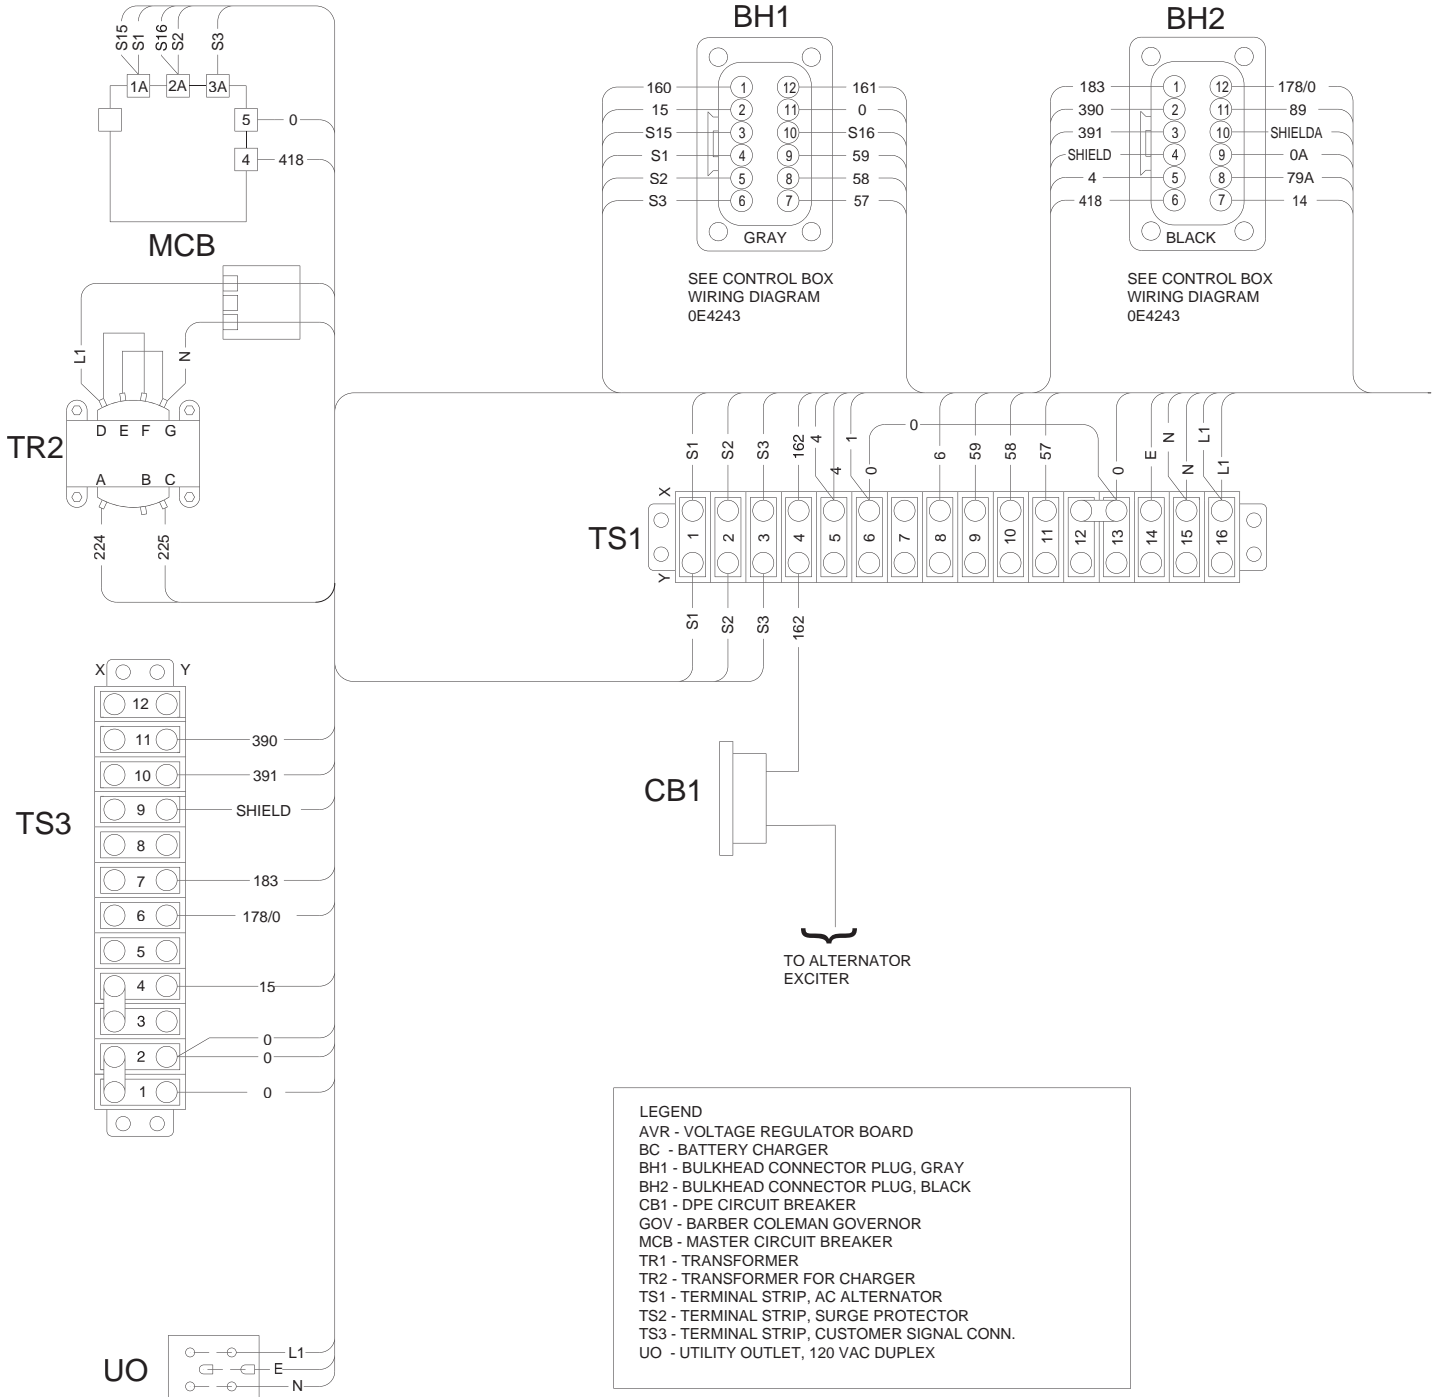 S15
S1
S16
S2
S3
1A
2A
3A
5
0
4
418
MCB
L1
N
TR2
D E F G
A B C
224
225
BH1
160 1 12 161
15 2 11 0
S15 3 10 S16
S1 4 9 59
S2 5 8 58
S3 6 7 57
GRAY
SEE CONTROL BOX
WIRING DIAGRAM
0E4243
BH2
183 1 12 178/0
390 2 11 89
391 3 10 SHIELDA
SHIELD 4 9 0A
4 5 8 79A
418 6 7 14
BLACK
SEE CONTROL BOX
WIRING DIAGRAM
0E4243
TS1
X
Y
S1
S2
S3
162
4
4
1
0
0
6
59
58
57
0
E
N
N
L1
L1
1
2
3
4
5
6
7
8
9
10
11
12
13
14
15
16
S1
S2
S3
162
CB1
TO ALTERNATOR
EXCITER
TS3
X Y
12
11 390
10 391
9 SHIELD
8
7 183
6 178/0
5
4 15
3
0
2 0
1 0
UO
L1
E
N
LEGEND
AVR - VOLTAGE REGULATOR BOARD
BC - BATTERY CHARGER
BH1 - BULKHEAD CONNECTOR PLUG, GRAY
BH2 - BULKHEAD CONNECTOR PLUG, BLACK
CB1 - DPE CIRCUIT BREAKER
GOV - BARBER COLEMAN GOVERNOR
MCB - MASTER CIRCUIT BREAKER
TR1 - TRANSFORMER
TR2 - TRANSFORMER FOR CHARGER
TS1 - TERMINAL STRIP, AC ALTERNATOR
TS2 - TERMINAL STRIP, SURGE PROTECTOR
TS3 - TERMINAL STRIP, CUSTOMER SIGNAL CONN.
UO - UTILITY OUTLET, 120 VAC DUPLEX